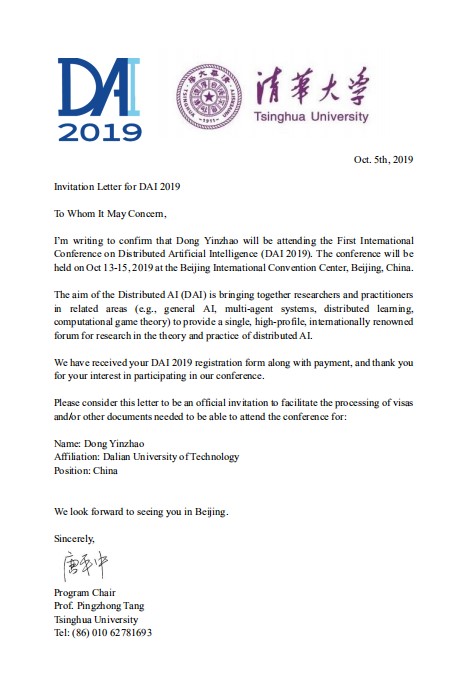 DAI
2019
清華大学
Tsinghua University
TSINGHUA UNIVERSITY
-1911-
Oct. 5th, 2019
Invitation Letter for DAI 2019
To Whom It May Concern,
I'm writing to confirm that Dong Yinzhao will be attending the First International
Conference on Distributed Artificial Intelligence (DAI 2019). The conference will be
held on Oct 13-15, 2019 at the Beijing International Convention Center, Beijing, China.
The aim of the Distributed AI (DAI) is bringing together researchers and practitioners
in related areas (e.g., general AI, multi-agent systems, distributed learning,
computational game theory) to provide a single, high-profile, internationally renowned
forum for research in the theory and practice of distributed AI.
We have received your DAI 2019 registration form along with payment, and thank you
for your interest in participating in our conference.
Please consider this letter to be an official invitation to facilitate the processing of visas
and/or other documents needed to be able to attend the conference for:
Name: Dong Yinzhao
Affiliation: Dalian University of Technology
Position: China
We look forward to seeing you in Beijing.
Sincerely,
唐平中
Program Chair
Prof. Pingzhong Tang
Tsinghua University
Tel: (86) 010 62781693